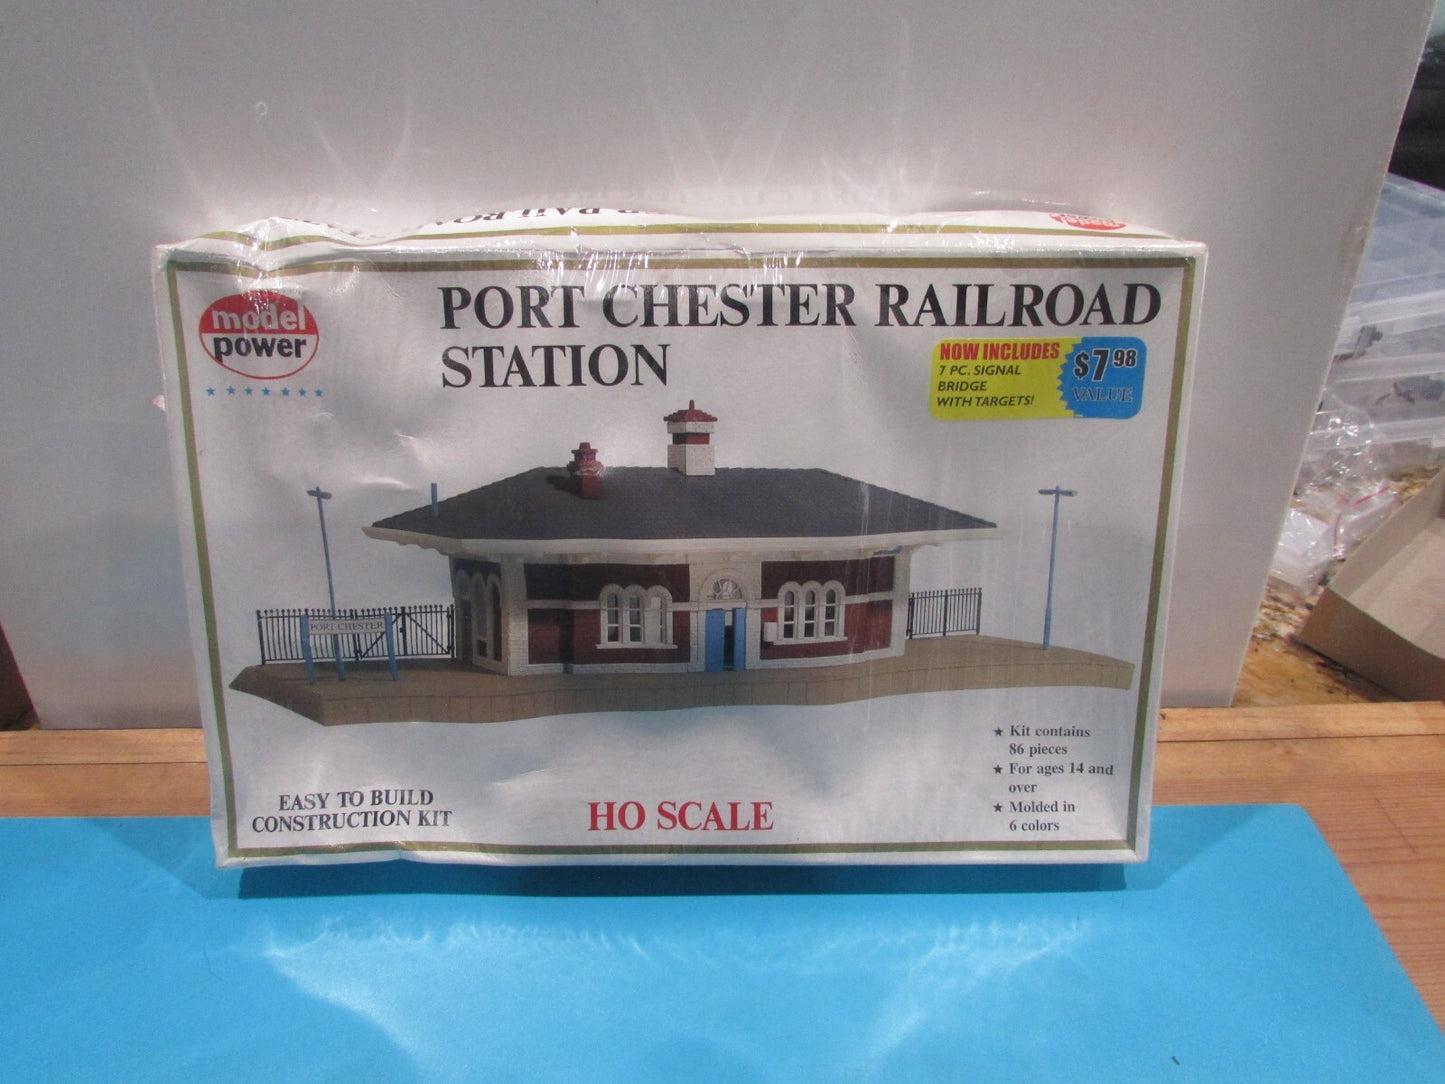 model
model
power
PORT CHESTER RAILROAD
STATION
NOW INCLUDES
7 PC. SIGNAL
BRIDGE
WITH TARGETS!
$7.98
VALUE
PORT CHESTER
★ Kit contains
86 pieces
★ For ages 14 and
over
★ Molded in
6 colors
EASY TO BUILD
CONSTRUCTION KIT
HO SCALE